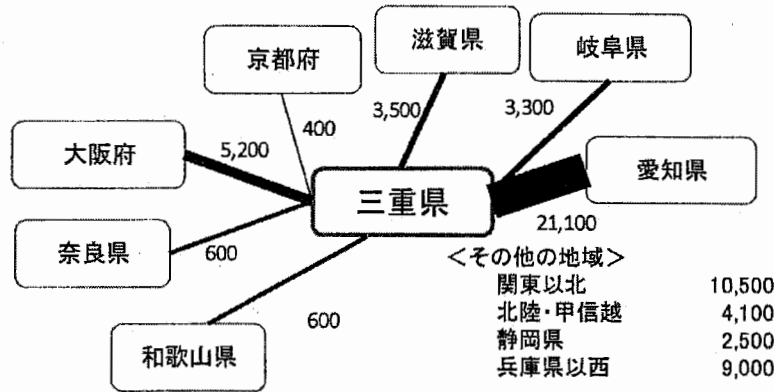 滋賀県
京都府
岐阜県
3,500
3,300
400
大阪府
5,200
愛知県
三重県
21,100
奈良県
600
<その他の地域>
関東以北 10,500
北陸・甲信越 4,100
静岡県 2,500
兵庫県以西 9,000
600
和歌山県